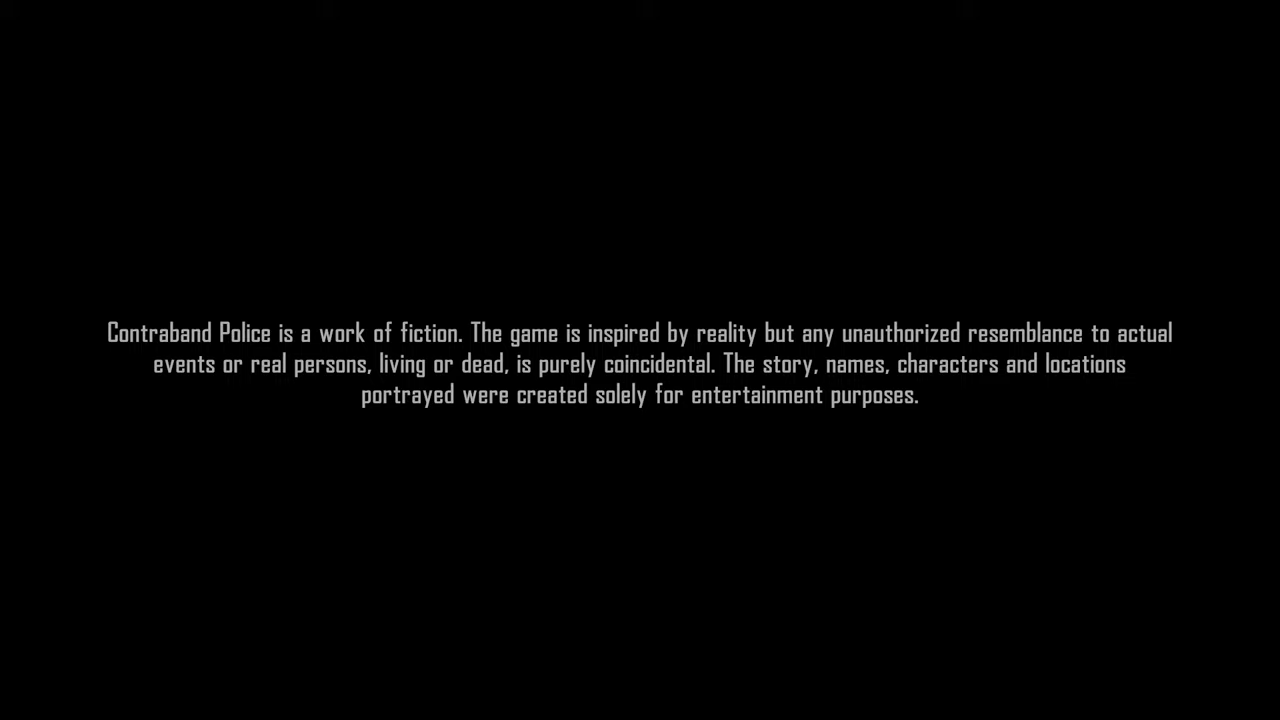 Contraband Police is a work of fiction. The game is inspired by reality but any unauthorized resemblance to actual
events or real persons, living or dead, is purely coincidental. The story, names, characters and locations
portrayed were created solely for entertainment purposes.